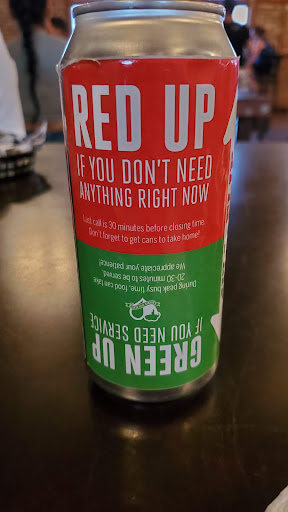 RED UP
IF YOU DON'T NEED
ANYTHING RIGHT NOW
Last call is 30 minutes before closing time.
Don't forget to get cans to take home!
GREEN UP
IF YOU NEED SERVICE
During peak busy time, food can take
20-30 minutes to be served.
We appreciate your patience!